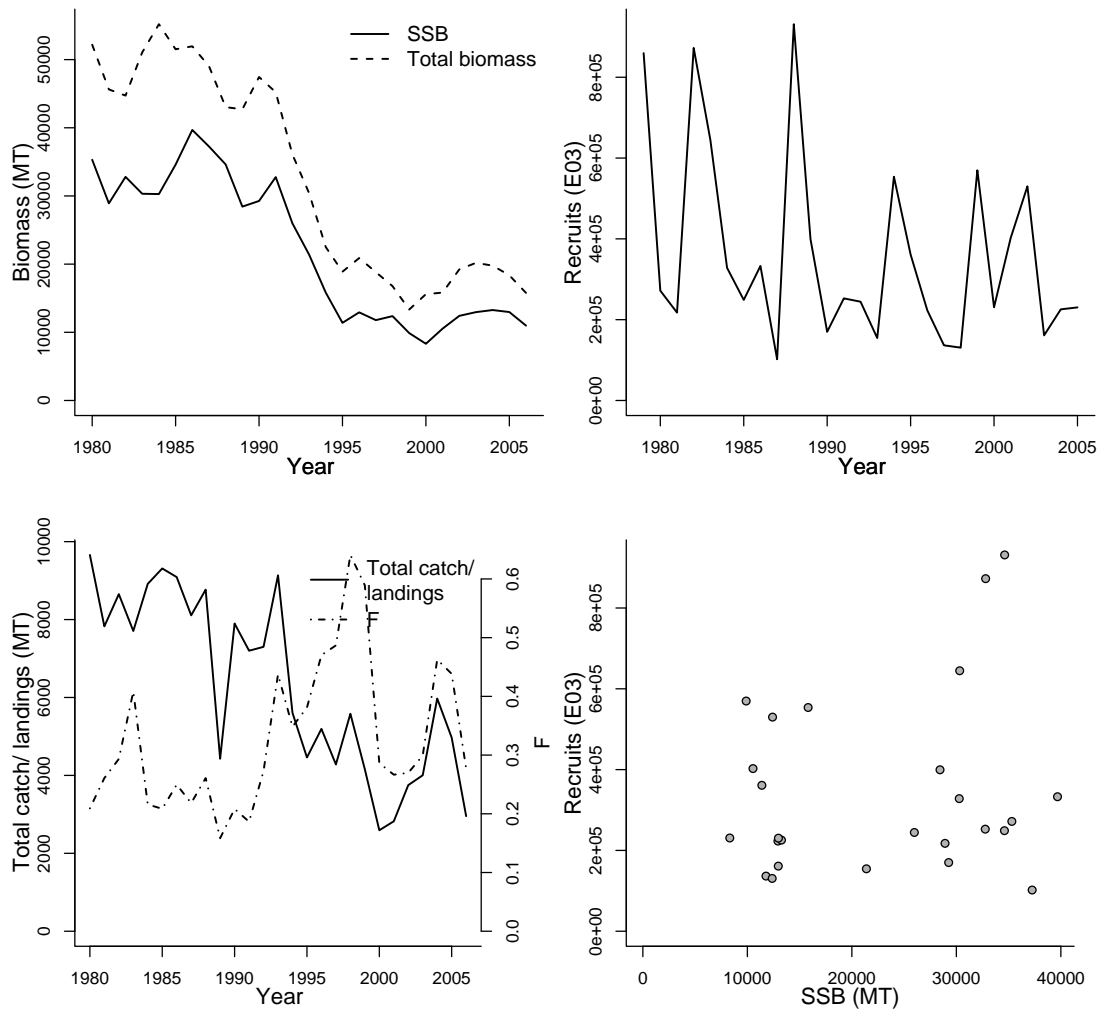 SSB
Total biomass
Biomass (MT)
0
10000
20000
30000
40000
50000
1980 1985 1990 1995 2000 2005
Year
Recruits (E03)
0e+00
2e+05
4e+05
6e+05
8e+05
1980 1985 1990 1995 2000 2005
Year
Total catch/
landings
F
Total catch/ landings (MT)
0
2000
4000
6000
8000
10000
F
0.0
0.1
0.2
0.3
0.4
0.5
0.6
1980 1985 1990 1995 2000 2005
Year
Recruits (E03)
0e+00
2e+05
4e+05
6e+05
8e+05
0 10000 20000 30000 40000
SSB (MT)